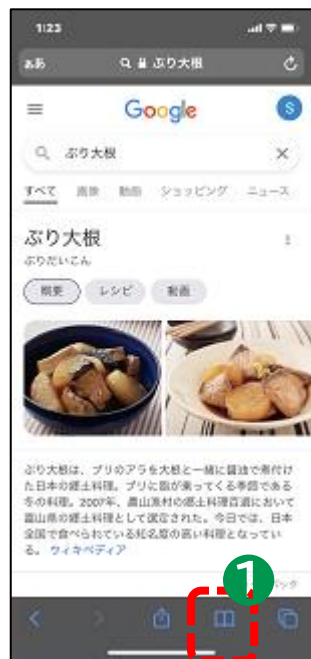 1:23
ああ
ぶり大根
Google
S
ぶり大根
すべて 画像 動画 ショッピング ニュース
ぶり大根
ぶりだいこん
概要 レシピ 動画
ぶり大根は、ブリのアラを大根と一緒に醤油で煮付け
た日本の郷土料理。ブリに脂が乗ってくる季節である
冬の料理。2007年、農山漁村の郷土料理百選において
富山県の郷土料理として選定された。今日では、日本
全国で食べられている知名度の高い料理となってい
る。 ウィキペディア
1